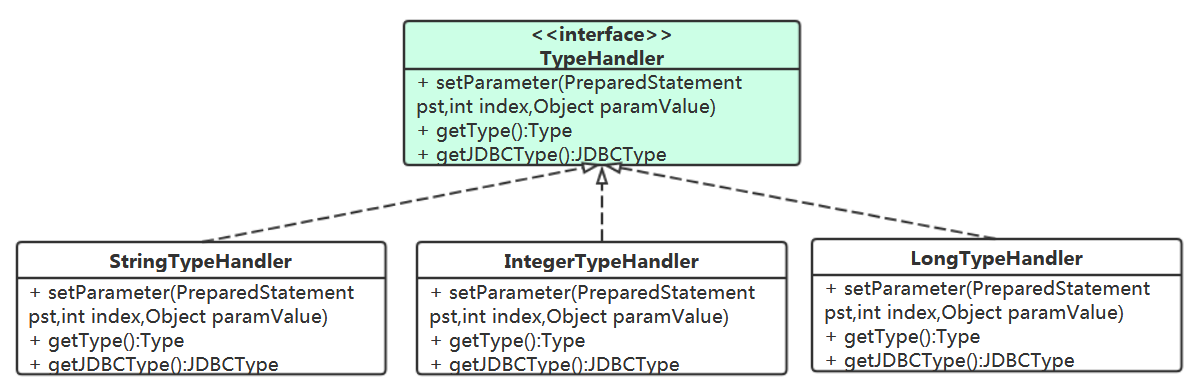 <<interface>>
TypeHandler
+ setParameter(PreparedStatement
pst,int index,Object paramValue)
+ getType():Type
+ getJDBCType():JDBCType
StringTypeHandler
+ setParameter(PreparedStatement
pst,int index,Object paramValue)
+ getType():Type
+ getJDBCType():JDBCType
IntegerTypeHandler
+ setParameter(PreparedStatement
pst,int index,Object paramValue)
+ getType():Type
+ getJDBCType():JDBCType
LongTypeHandler
+ setParameter(PreparedStatement
pst,int index,Object paramValue)
+ getType():Type
+ getJDBCType():JDBCType